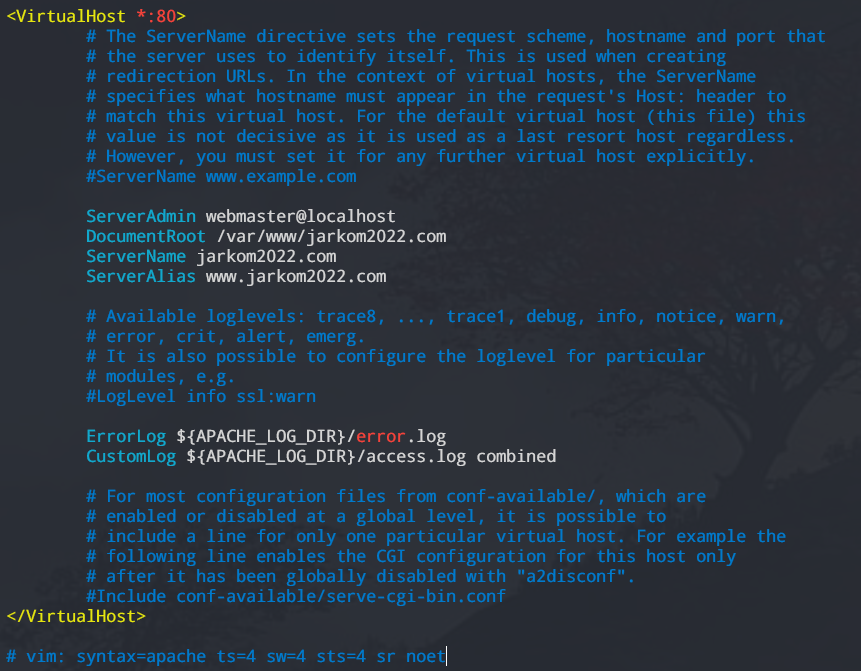 <VirtualHost *:80>
# The ServerName directive sets the request scheme, hostname and port that
# the server uses to identify itself. This is used when creating
# redirection URLs. In the context of virtual hosts, the ServerName
# specifies what hostname must appear in the request's Host: header to
# match this virtual host. For the default virtual host (this file) this
# value is not decisive as it is used as a last resort host regardless.
# However, you must set it for any further virtual host explicitly.
#ServerName www.example.com
ServerAdmin webmaster@localhost
DocumentRoot /var/www/jarkom2022.com
ServerName jarkom2022.com
ServerAlias www.jarkom2022.com
# Available loglevels: trace8, ..., trace1, debug, info, notice, warn,
# error, crit, alert, emerg.
# It is also possible to configure the loglevel for particular
# modules, e.g.
#LogLevel info ssl:warn
ErrorLog ${APACHE_LOG_DIR}/error.log
CustomLog ${APACHE_LOG_DIR}/access.log combined
# For most configuration files from conf-available/, which are
# enabled or disabled at a global level, it is possible to
# include a line for only one particular virtual host. For example the
# following line enables the CGI configuration for this host only
# after it has been globally disabled with "a2disconf".
#Include conf-available/serve-cgi-bin.conf
</VirtualHost>
# vim: syntax=apache ts=4 sw=4 sts=4 sr noet